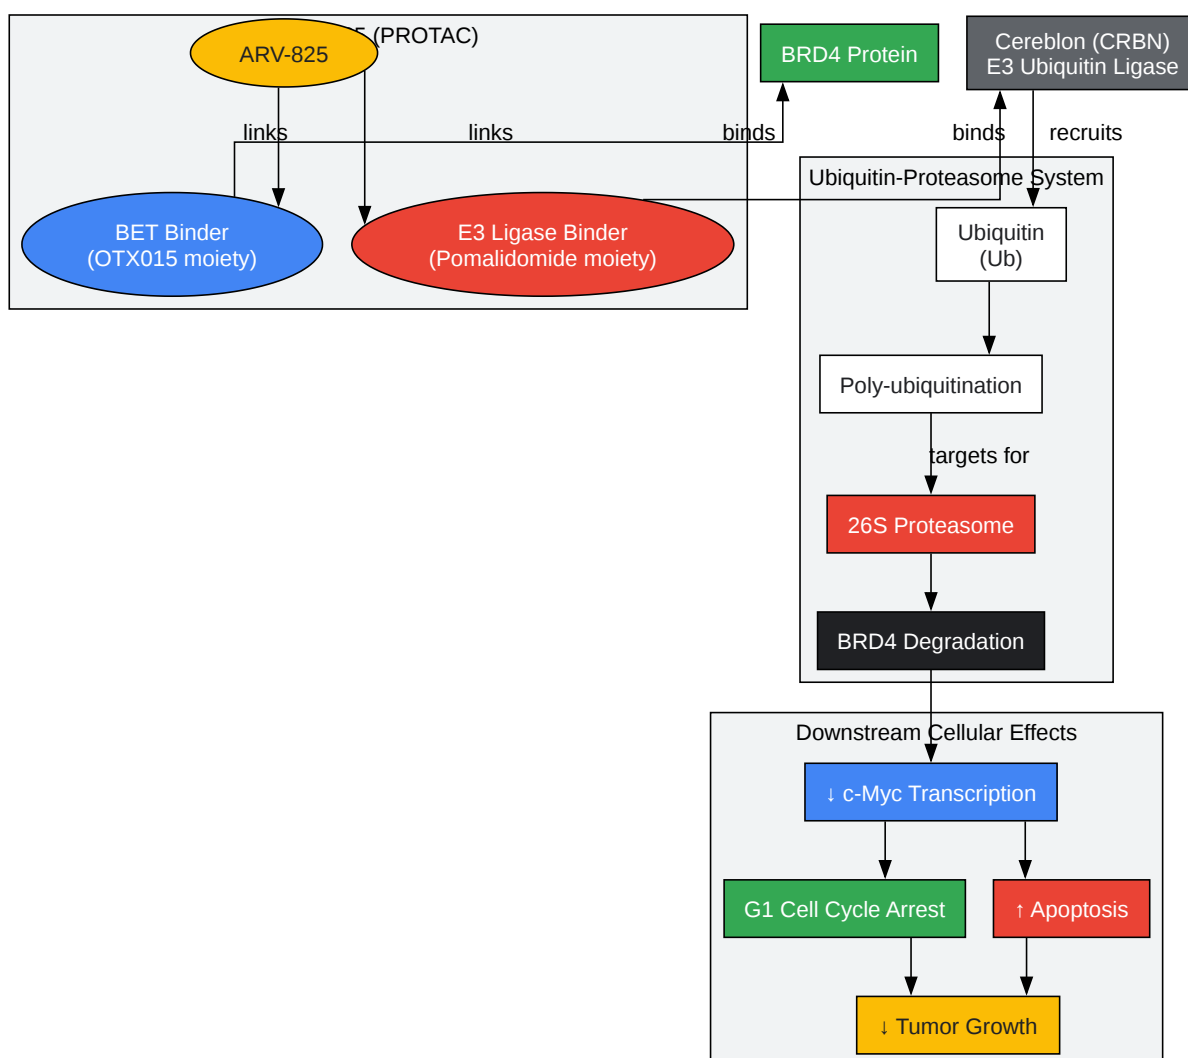 (PROTAC)
ARV-825
BRD4 Protein
Cereblon (CRBN)
E3 Ubiquitin Ligase
links
links
binds
binds
recruits
Ubiquitin-Proteasome System
BET Binder
(OTX015 moiety)
E3 Ligase Binder
(Pomalidomide moiety)
Ubiquitin
(Ub)
Poly-ubiquitination
targets for
26S Proteasome
BRD4 Degradation
Downstream Cellular Effects
↓ c-Myc Transcription
G1 Cell Cycle Arrest
↑ Apoptosis
↓ Tumor Growth